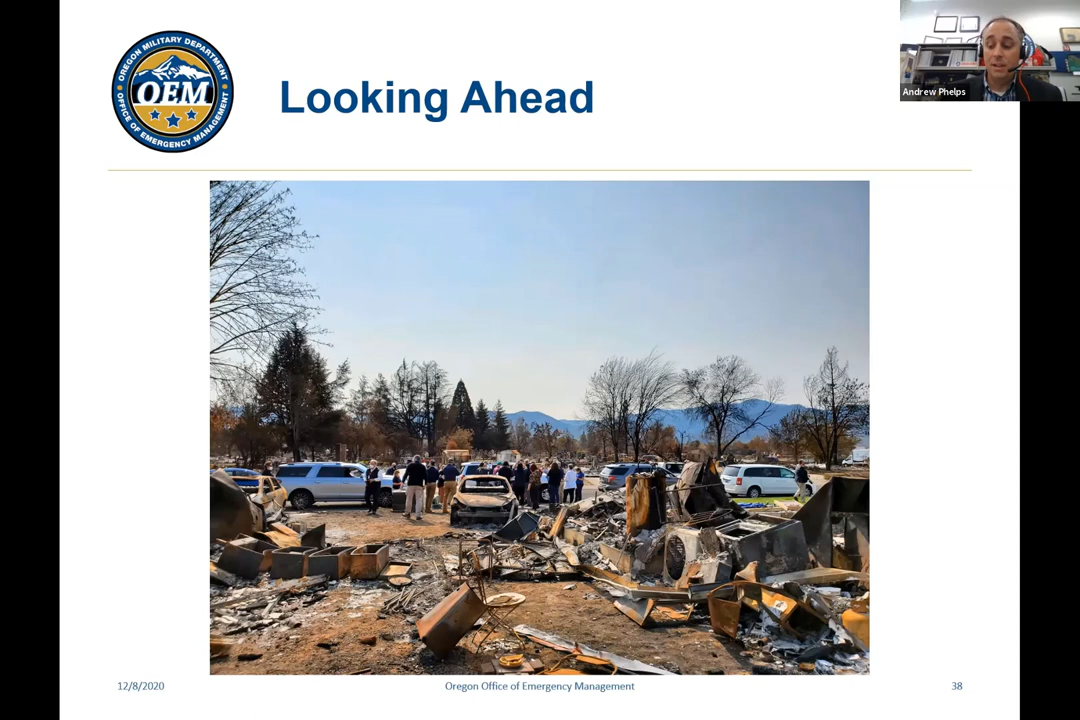 OREGON MILITARY DEPARTMENT
OEM
OFFICE OF EMERGENCY MANAGEMENT
Looking Ahead
Andrew Phelps
12/8/2020
Oregon Office of Emergency Management
38